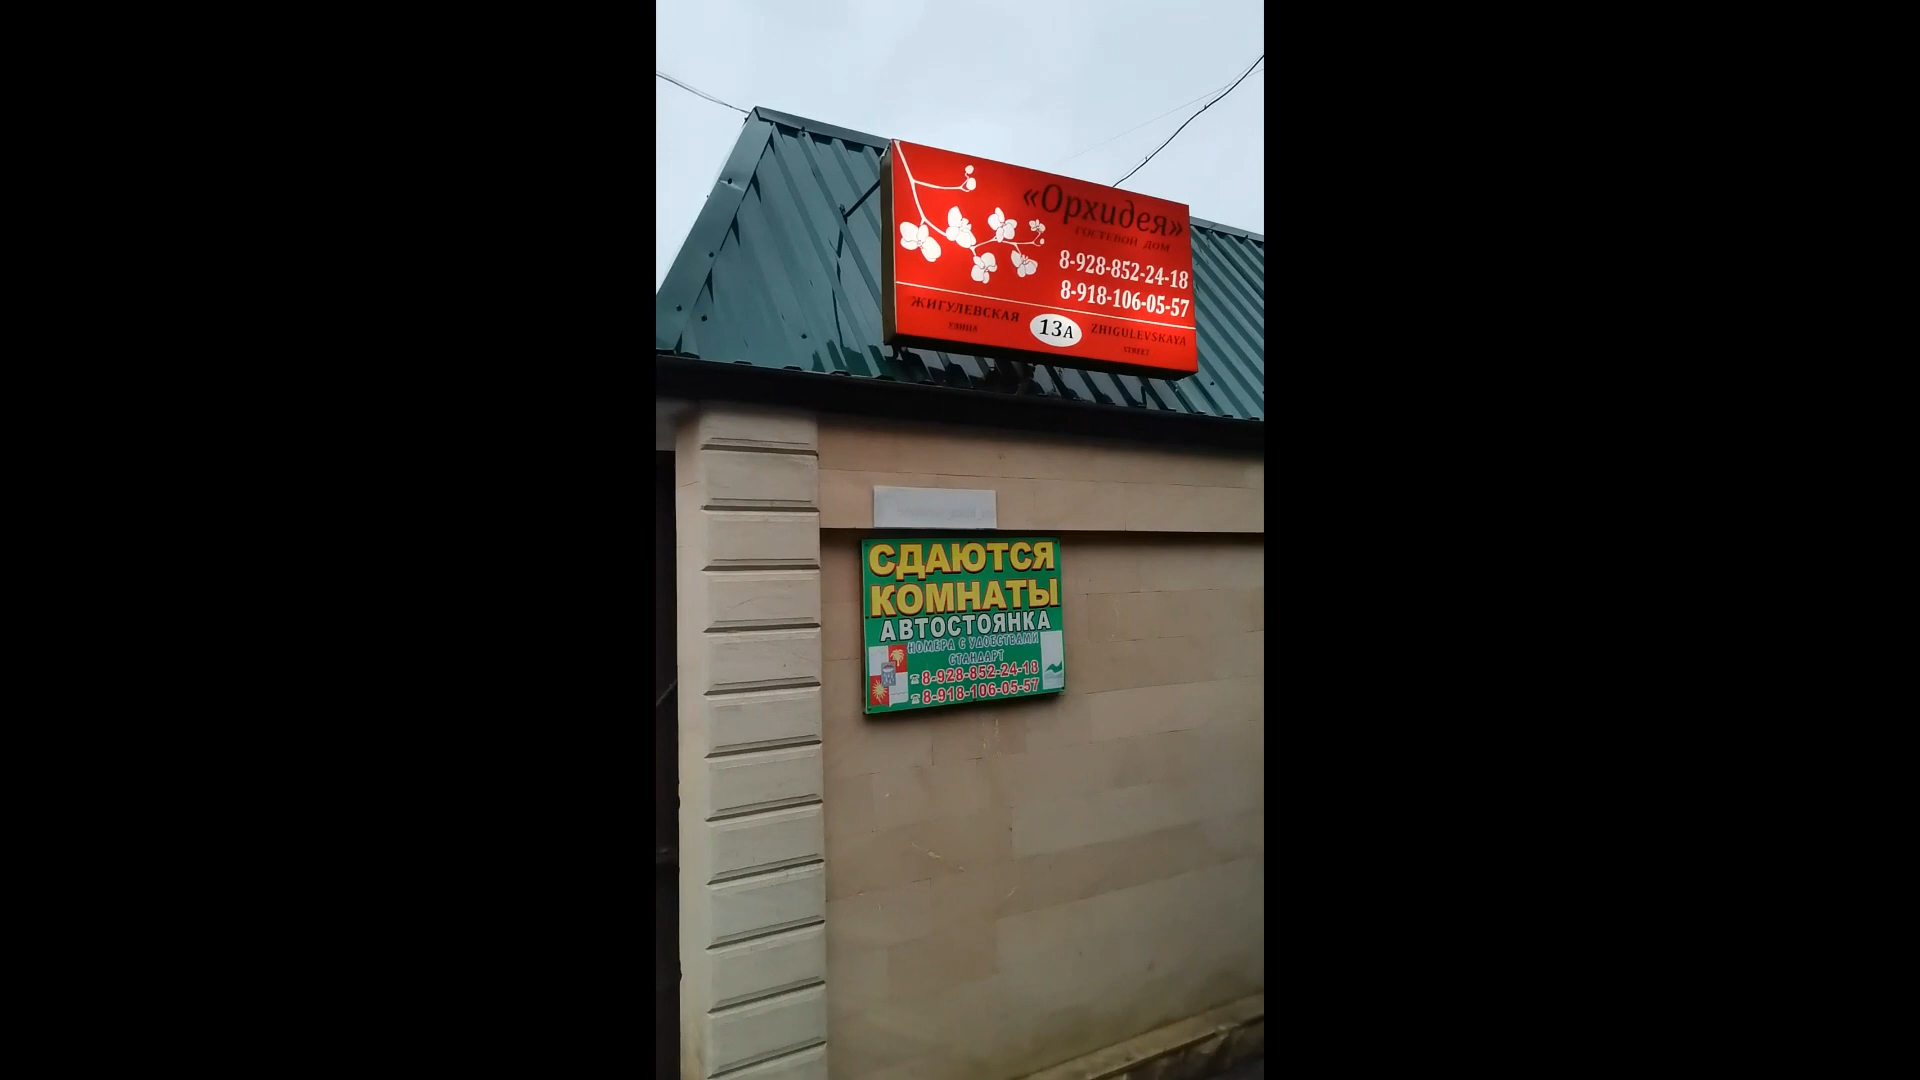 «Орхидея»
ГОСТЕВОЙ ДОМ
8-928-852-24-18
8-918-106-05-57
ЖИГУЛЕВСКАЯ
УЛИЦА
13А
ZHIGULEVSKAYA
STREET
СДАЮТСЯ
КОМНАТЫ
АВТОСТОЯНКА
НОМЕРА С УДОБСТВАМИ
СТАНДАРТ
8-928-852-24-18
8-918-106-05-57